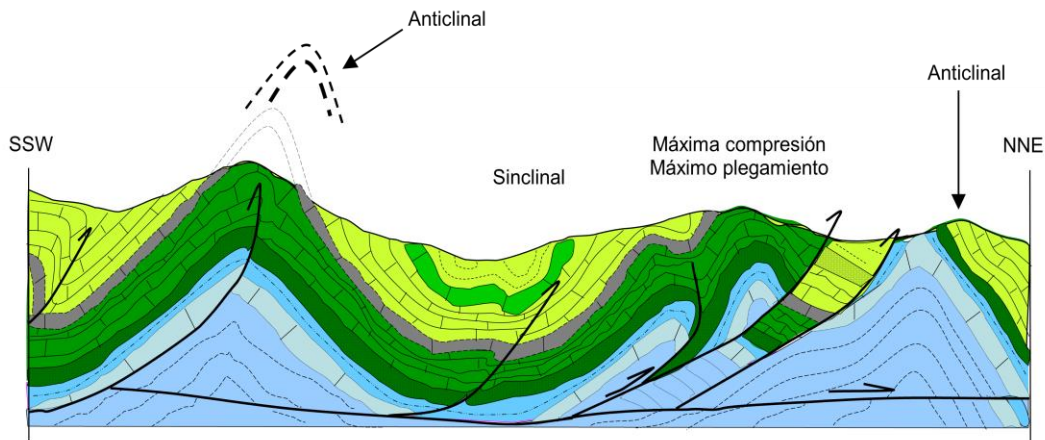 Anticlinal
Anticlinal
SSW
Máxima compresión
Máximo plegamiento
NNE
Sinclinal